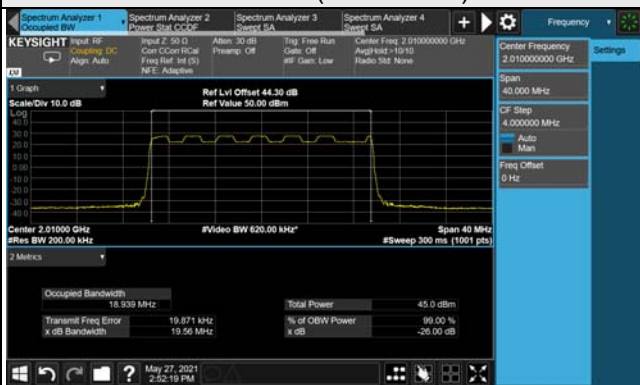 Spectrum Analyzer 1
Occupied BW
Spectrum Analyzer 2
Power Stat CCDF
Spectrum Analyzer 3
Swept SA
Spectrum Analyzer 4
Swept SA
Frequency
KEYSIGHT
Input: RF
Coupling: DC
Align: Auto
Input Z: 50 Ω
Corr CCorr RCal
Freq Ref: Int (S)
NFE: Adaptive
Atten: 30 dB
Preamp: Off
Trig: Free Run
Gate: Off
#IF Gain: Low
Center Freq: 2.010000000 GHz
Avg|Hold:>10/10
Radio Std: None
LXI
Center Frequency
2.010000000 GHz
Settings
Span
40.000 MHz
CF Step
4.000000 MHz
Auto
Man
Freq Offset
0 Hz
1 Graph
Scale/Div 10.0 dB
Ref Lvl Offset 44.30 dB
Ref Value 50.00 dBm
Log
40.0
30.0
20.0
10.0
0.00
-10.0
-20.0
-30.0
-40.0
Center 2.01000 GHz
#Res BW 200.00 kHz
#Video BW 620.00 kHz*
Span 40 MHz
#Sweep 300 ms (1001 pts)
2 Metrics
Occupied Bandwidth
18.939 MHz
Total Power 45.0 dBm
Transmit Freq Error 19.871 kHz
% of OBW Power 99.00 %
x dB Bandwidth 19.56 MHz
x dB -26.00 dB
May 27, 2021
2:52:19 PM